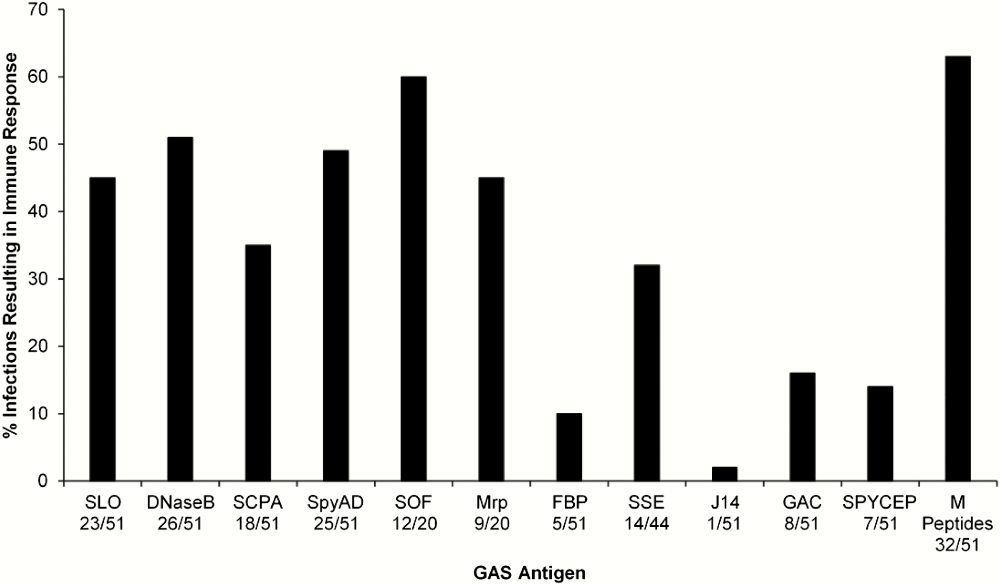 % Infections Resulting in Immune Response
70
60
50
40
30
20
10
0
SLO DNaseB SCPA SpyAD SOF Mrp FBP SSE J14 GAC SPYCEP M
23/51 26/51 18/51 25/51 12/20 9/20 5/51 14/44 1/51 8/51 7/51 Peptides
32/51
GAS Antigen